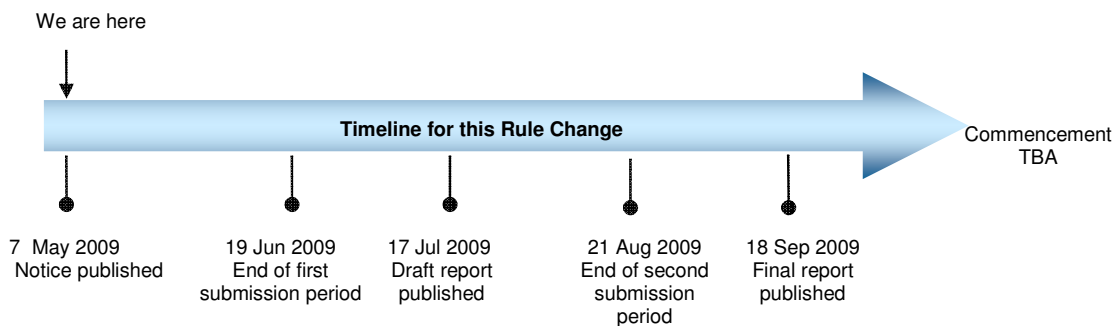 We are here
Timeline for this Rule Change
Commencement
TBA
7 May 2009
Notice published
19 Jun 2009
End of first
submission period
17 Jul 2009
Draft report
published
21 Aug 2009
End of second
submission
period
18 Sep 2009
Final report
published